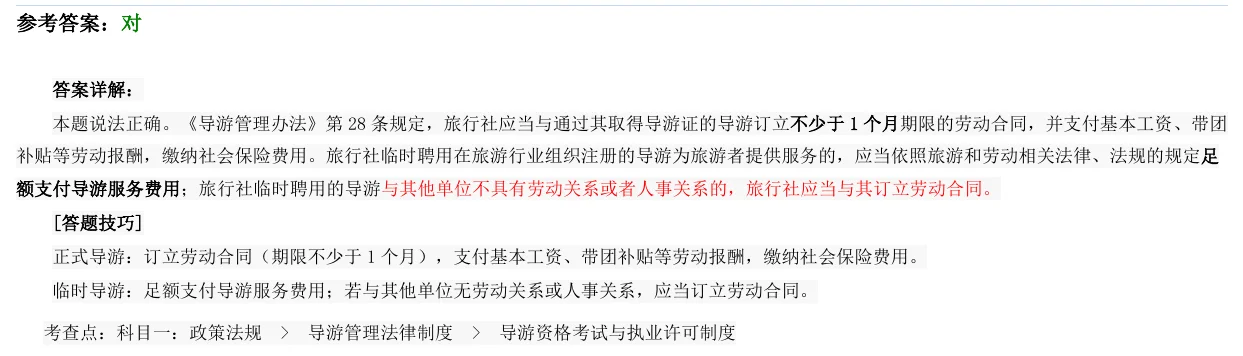 参考答案：对
答案详解：
本题说法正确。《导游管理办法》第 28 条规定，旅行社应当与通过其取得导游证的导游订立不少于 1 个月期限的劳动合同，并支付基本工资、带团
补贴等劳动报酬，缴纳社会保险费用。旅行社临时聘用在旅游行业组织注册的导游为旅游者提供服务的，应当依照旅游和劳动相关法律、法规的规定足
额支付导游服务费用；旅行社临时聘用的导游与其他单位不具有劳动关系或者人事关系的，旅行社应当与其订立劳动合同。
[答题技巧]
正式导游：订立劳动合同（期限不少于 1 个月），支付基本工资、带团补贴等劳动报酬，缴纳社会保险费用。
临时导游：足额支付导游服务费用；若与其他单位无劳动关系或人事关系，应当订立劳动合同。
考查点：科目一：政策法规 > 导游管理法律制度 > 导游资格考试与执业许可制度